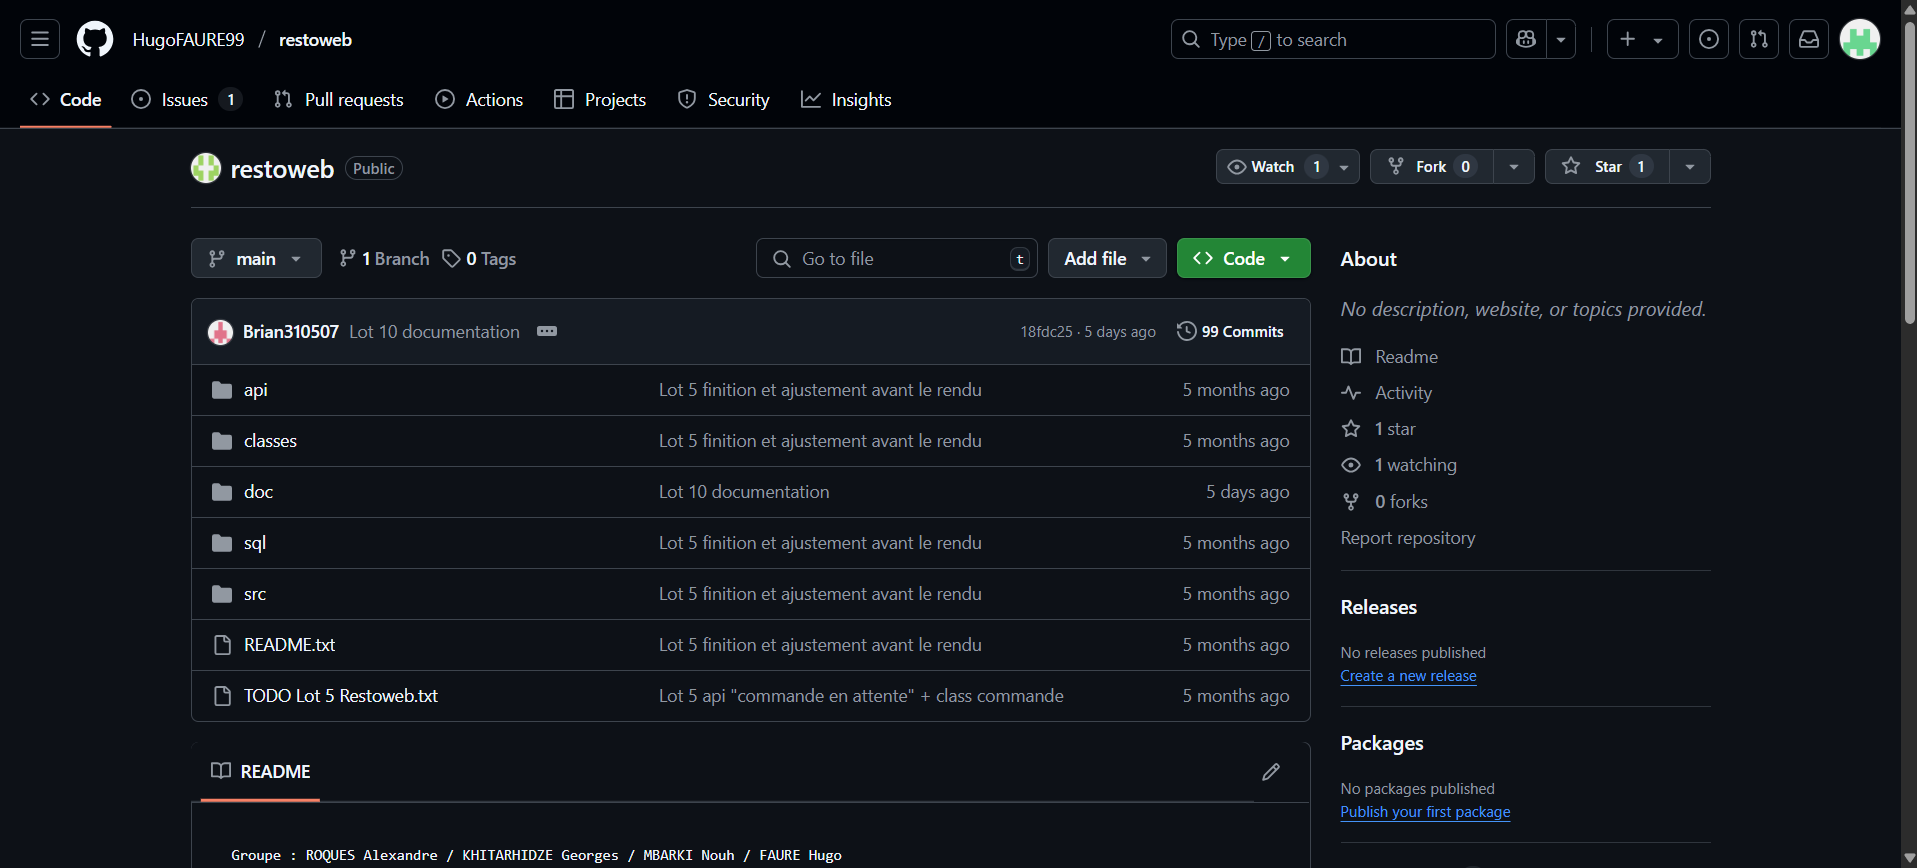 HugoFAURE99 / restoweb
Type / to search
Code
Issues 1
Pull requests
Actions
Projects
Security
Insights
restoweb Public
Watch 1
Fork 0
Star 1
main
1 Branch
0 Tags
Go to file t
Add file
Code
Brian310507 Lot 10 documentation
18fdc25 · 5 days ago
99 Commits
api Lot 5 finition et ajustement avant le rendu 5 months ago
classes Lot 5 finition et ajustement avant le rendu 5 months ago
doc Lot 10 documentation 5 days ago
sql Lot 5 finition et ajustement avant le rendu 5 months ago
src Lot 5 finition et ajustement avant le rendu 5 months ago
README.txt Lot 5 finition et ajustement avant le rendu 5 months ago
TODO Lot 5 Restoweb.txt Lot 5 api "commande en attente" + class commande 5 months ago
README
Groupe : ROQUES Alexandre / KHITARHIDZE Georges / MBARKI Nouh / FAURE Hugo
About
No description, website, or topics provided.
Readme
Activity
1 star
1 watching
0 forks
Report repository
Releases
No releases published
Create a new release
Packages
No packages published
Publish your first package